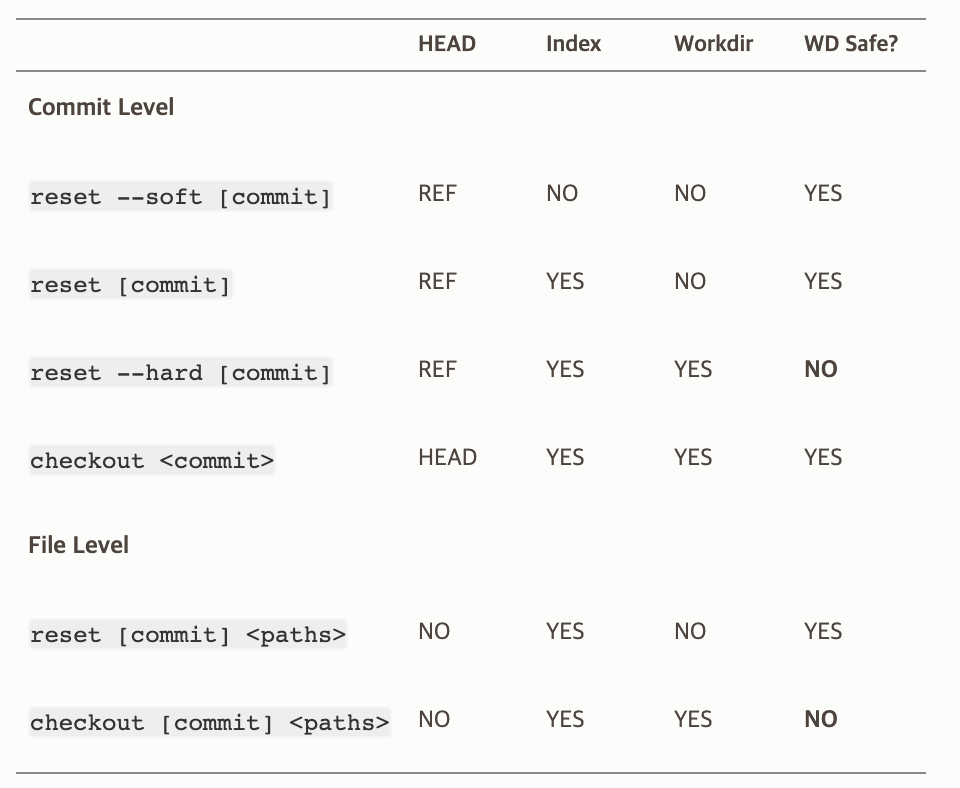 HEAD Index Workdir WD Safe?
Commit Level
reset --soft [commit] REF NO NO YES
reset [commit] REF YES NO YES
reset --hard [commit] REF YES YES NO
checkout <commit> HEAD YES YES YES
File Level
reset [commit] <paths> NO YES NO YES
checkout [commit] <paths> NO YES YES NO